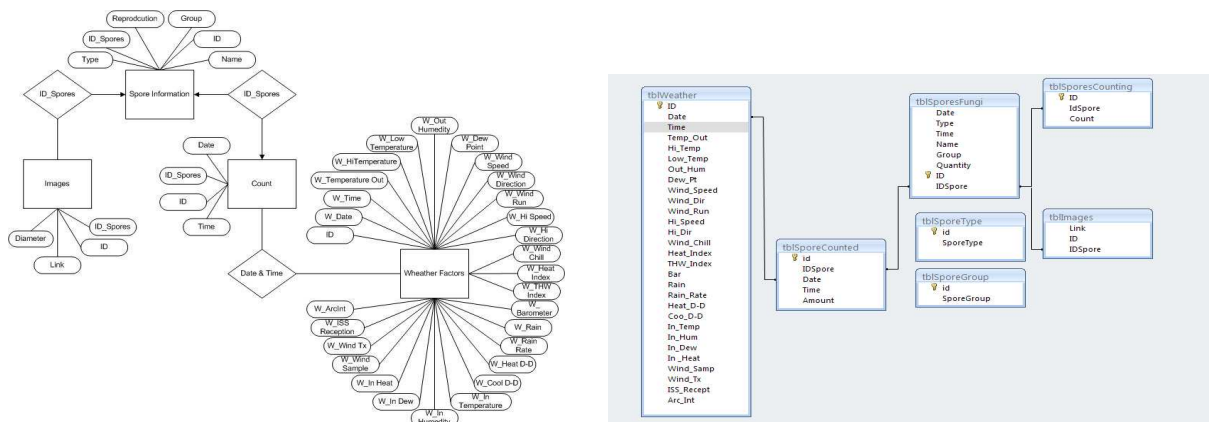 Reprodcution
Group
ID_Spores
ID
Type
Name
ID_Spores
Spore Information
ID_Spores
Images
Diameter
Link
ID
ID_Spores
Date
ID_Spores
ID
Time
Count
Date & Time
W_Out
Humidity
W_Low
Temperature
W_Dew
Point
W_HiTemperature
W_Wind
Speed
W_Temperature Out
W_Wind
Direction
W_Time
W_Wind
Run
W_Date
W_Hi Speed
ID
W_Hi
Direction
W_Wind
Chill
Wheather Factors
W_Heat
Index
W_THW
Index
W_
Barometer
W_ArcInt
W_ISS
Reception
W_Rain
W_Wind Tx
W_Rain
Rate
W_Wind
Sample
W_Heat D-D
W_In Heat
W_Cool D-D
W_In Dew
W_In
Temperature
W_In
Humidity
tblWeather
ID
Date
Time
Temp_Out
Hi_Temp
Low_Temp
Out_Hum
Dew_Pt
Wind_Speed
Wind_Dir
Wind_Run
Hi_Speed
Hi_Dir
Wind_Chill
Heat_Index
THW_Index
Bar
Rain
Rain_Rate
Heat_D-D
Coo_D-D
In_Temp
In_Hum
In_Dew
In _Heat
Wind_Samp
Wind_Tx
ISS_Recept
Arc_Int
tblSporeCounted
id
IDSpore
Date
Time
Amount
tblSporesFungi
Date
Type
Time
Name
Group
Quantity
ID
IDSpore
tblSporeType
id
SporeType
tblSporeGroup
id
SporeGroup
tblSporesCounting
ID
IdSpore
Count
tblImages
Link
ID
IDSpore